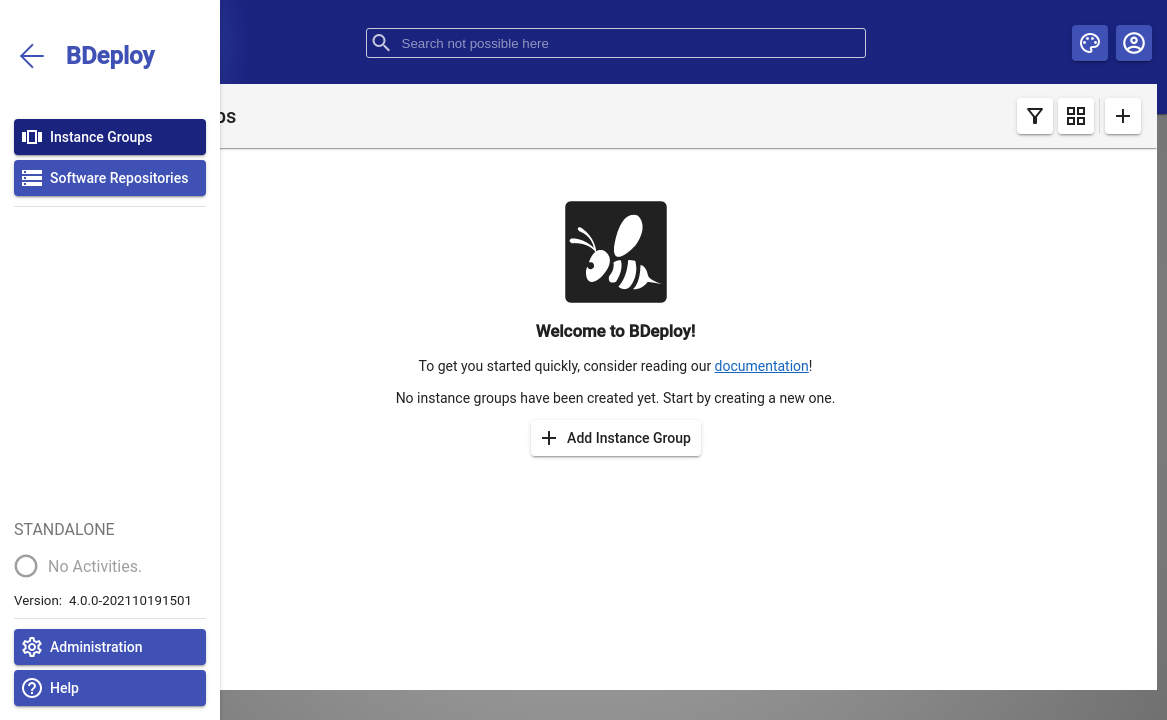 BDeploy
Search not possible here
Instance Groups
Software Repositories
Welcome to BDeploy!
To get you started quickly, consider reading our documentation!
No instance groups have been created yet. Start by creating a new one.
Add Instance Group
STANDALONE
No Activities.
Version: 4.0.0-202110191501
Administration
Help